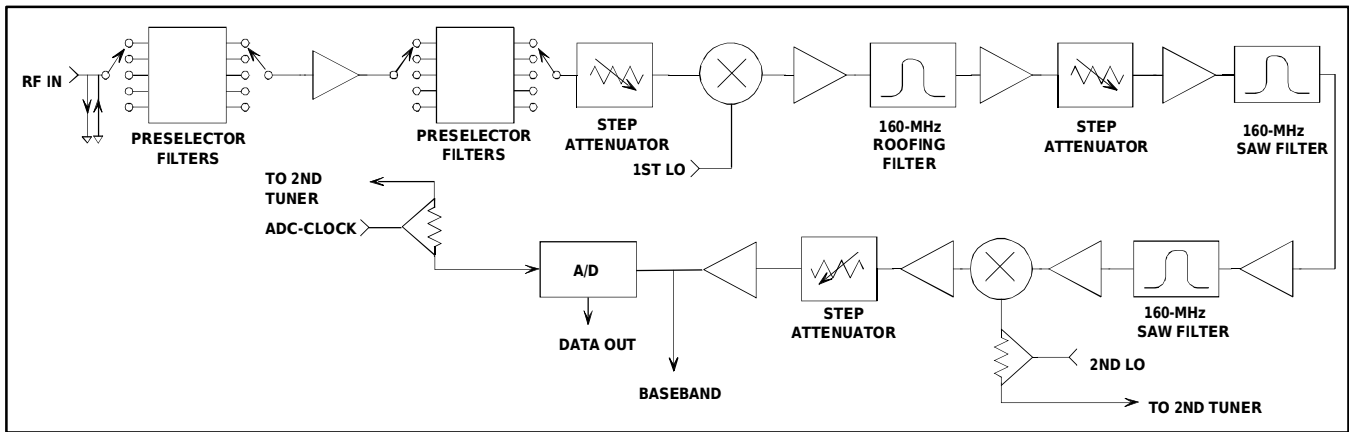 RF IN
PRESELECTOR
FILTERS
PRESELECTOR
FILTERS
STEP
ATTENUATOR
1ST LO
160-MHz
ROOFING
FILTER
STEP
ATTENUATOR
160-MHz
SAW FILTER
TO 2ND
TUNER
ADC-CLOCK
A/D
DATA OUT
BASEBAND
STEP
ATTENUATOR
160-MHz
SAW FILTER
2ND LO
TO 2ND TUNER